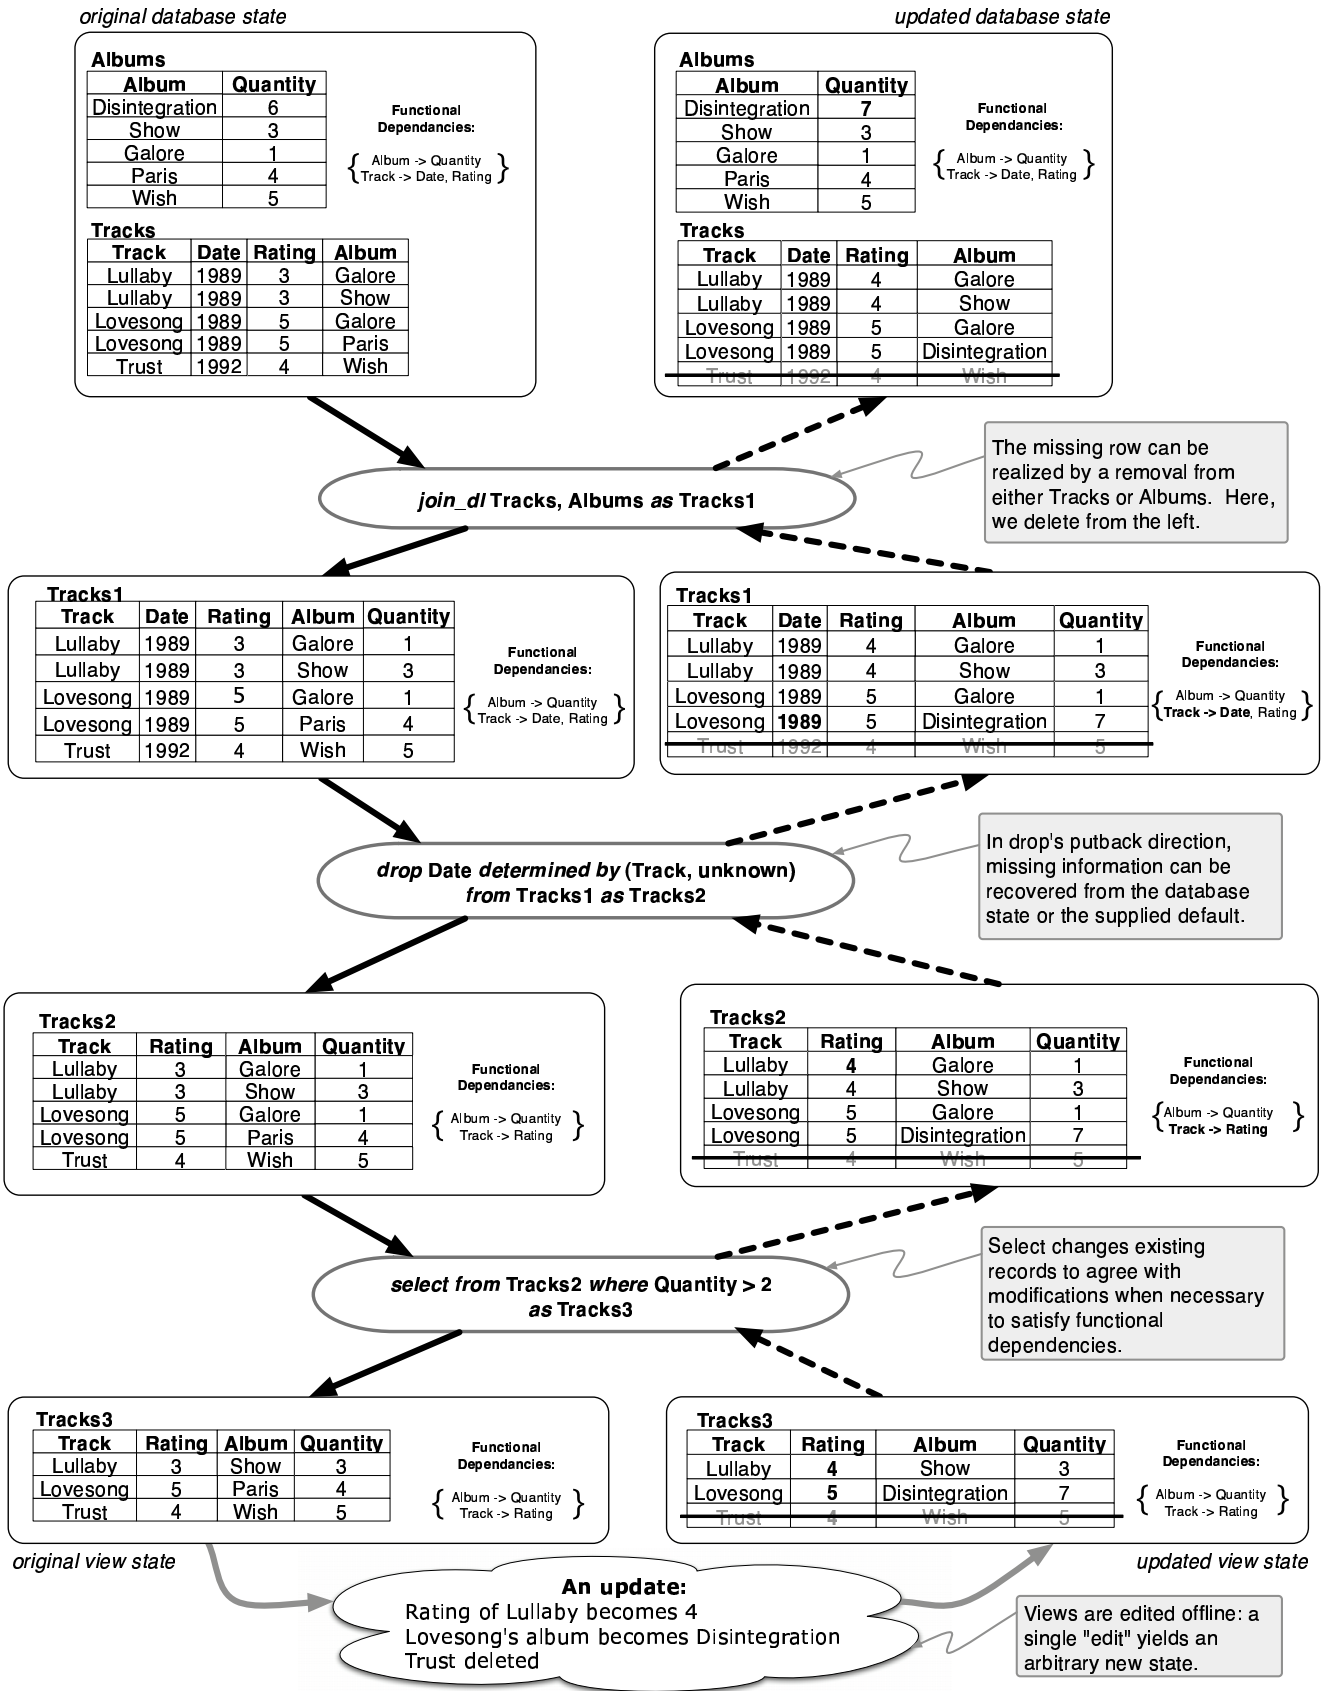 original database state
updated database state
Albums
Album Quantity
Disintegration 6
Show 3
Galore 1
Paris 4
Wish 5
Functional
Dependancies:
{ Album -> Quantity
Track -> Date, Rating }
Tracks
Track Date Rating Album
Lullaby 1989 3 Galore
Lullaby 1989 3 Show
Lovesong 1989 5 Galore
Lovesong 1989 5 Paris
Trust 1992 4 Wish
Albums
Album Quantity
Disintegration 7
Show 3
Galore 1
Paris 4
Wish 5
Functional
Dependancies:
{ Album -> Quantity
Track -> Date, Rating }
Tracks
Track Date Rating Album
Lullaby 1989 4 Galore
Lullaby 1989 4 Show
Lovesong 1989 5 Galore
Lovesong 1989 5 Disintegration
Trust 1992 4 Wish
join_dl Tracks, Albums as Tracks1
The missing row can be
realized by a removal from
either Tracks or Albums. Here,
we delete from the left.
Tracks1
Track Date Rating Album Quantity
Lullaby 1989 3 Galore 1
Lullaby 1989 3 Show 3
Lovesong 1989 5 Galore 1
Lovesong 1989 5 Paris 4
Trust 1992 4 Wish 5
Functional
Dependancies:
{ Album -> Quantity
Track -> Date, Rating }
Tracks1
Track Date Rating Album Quantity
Lullaby 1989 4 Galore 1
Lullaby 1989 4 Show 3
Lovesong 1989 5 Galore 1
Lovesong 1989 5 Disintegration 7
Trust 1992 4 Wish 5
Functional
Dependancies:
{ Album -> Quantity
Track -> Date, Rating }
drop Date determined by (Track, unknown)
from Tracks1 as Tracks2
In drop's putback direction,
missing information can be
recovered from the database
state or the supplied default.
Tracks2
Track Rating Album Quantity
Lullaby 3 Galore 1
Lullaby 3 Show 3
Lovesong 5 Galore 1
Lovesong 5 Paris 4
Trust 4 Wish 5
Functional
Dependancies:
{ Album -> Quantity
Track -> Rating }
Tracks2
Track Rating Album Quantity
Lullaby 4 Galore 1
Lullaby 4 Show 3
Lovesong 5 Galore 1
Lovesong 5 Disintegration 7
Trust 4 Wish 5
Functional
Dependancies:
{ Album -> Quantity
Track -> Rating }
select from Tracks2 where Quantity > 2
as Tracks3
Select changes existing
records to agree with
modifications when necessary
to satisfy functional
dependencies.
Tracks3
Track Rating Album Quantity
Lullaby 3 Show 3
Lovesong 5 Paris 4
Trust 4 Wish 5
Functional
Dependancies:
{ Album -> Quantity
Track -> Rating }
Tracks3
Track Rating Album Quantity
Lullaby 4 Show 3
Lovesong 5 Disintegration 7
Trust 4 Wish 5
Functional
Dependancies:
{ Album -> Quantity
Track -> Rating }
original view state
updated view state
An update:
Rating of Lullaby becomes 4
Lovesong's album becomes Disintegration
Trust deleted
Views are edited offline: a
single "edit" yields an
arbitrary new state.